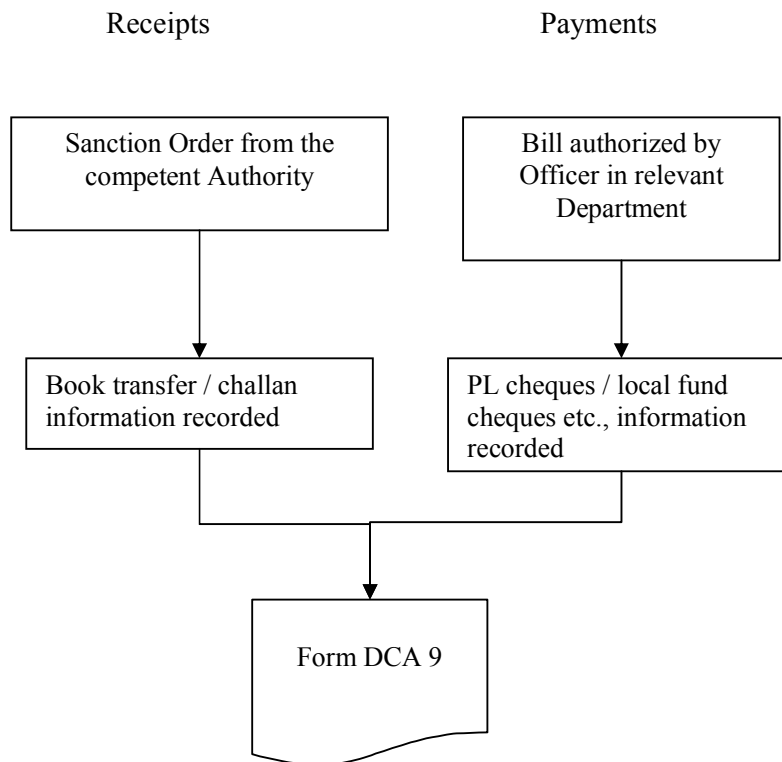 Receipts
Payments
Sanction Order from the
competent Authority
Bill authorized by
Officer in relevant
Department
Book transfer / challan
information recorded
PL cheques / local fund
cheques etc., information
recorded
Form DCA 9